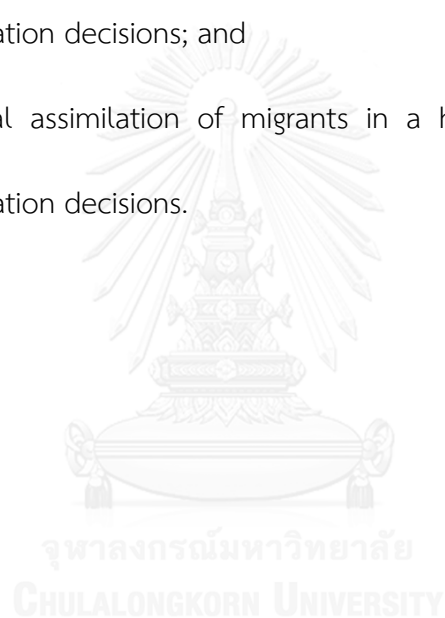 ation decisions; and
al assimilation of migrants in a h
ation decisions.
จุฬาลงกรณ์มหาวิทยาลัย
CHULALONGKORN UNIVERSITY